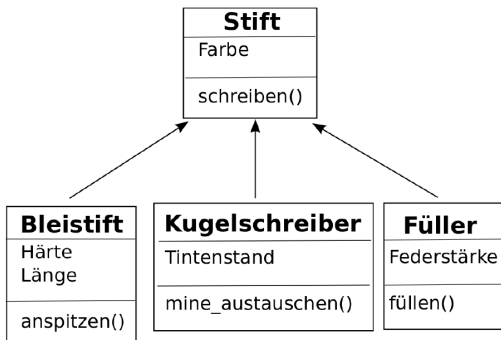 Stift
Farbe
schreiben()
Bleistift
Härte
Länge
anspitzen()
Kugelschreiber
Tintenstand
mine_austauschen()
Füller
Federstärke
füllen()